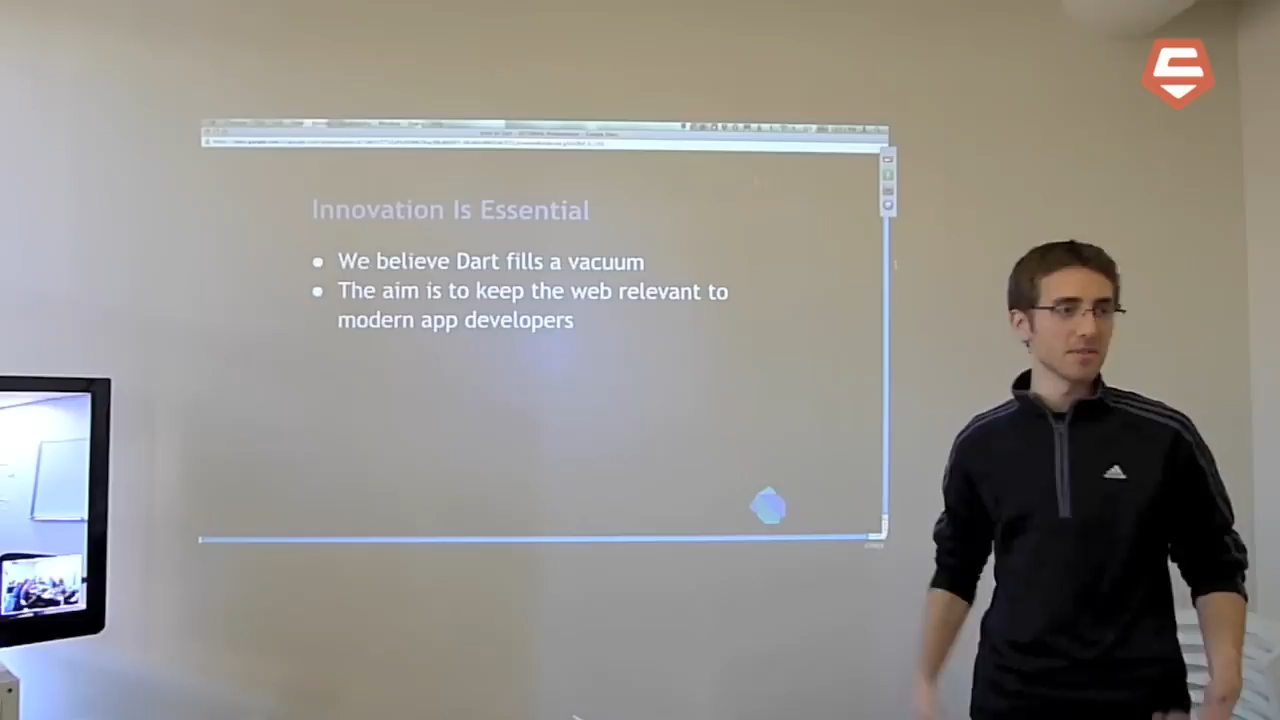 Innovation Is Essential
● We believe Dart fills a vacuum
● The aim is to keep the web relevant to
modern app developers